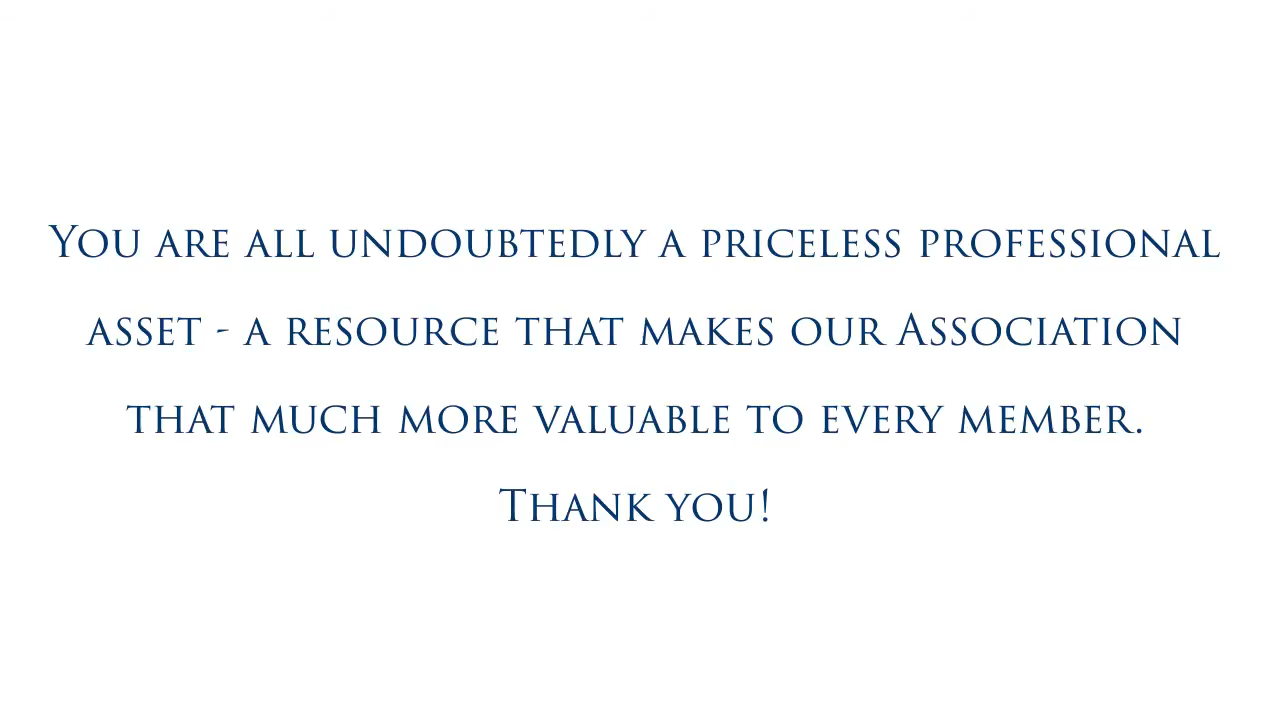 You are all undoubtedly a priceless professional
asset - a resource that makes our Association
that much more valuable to every member.
Thank you!